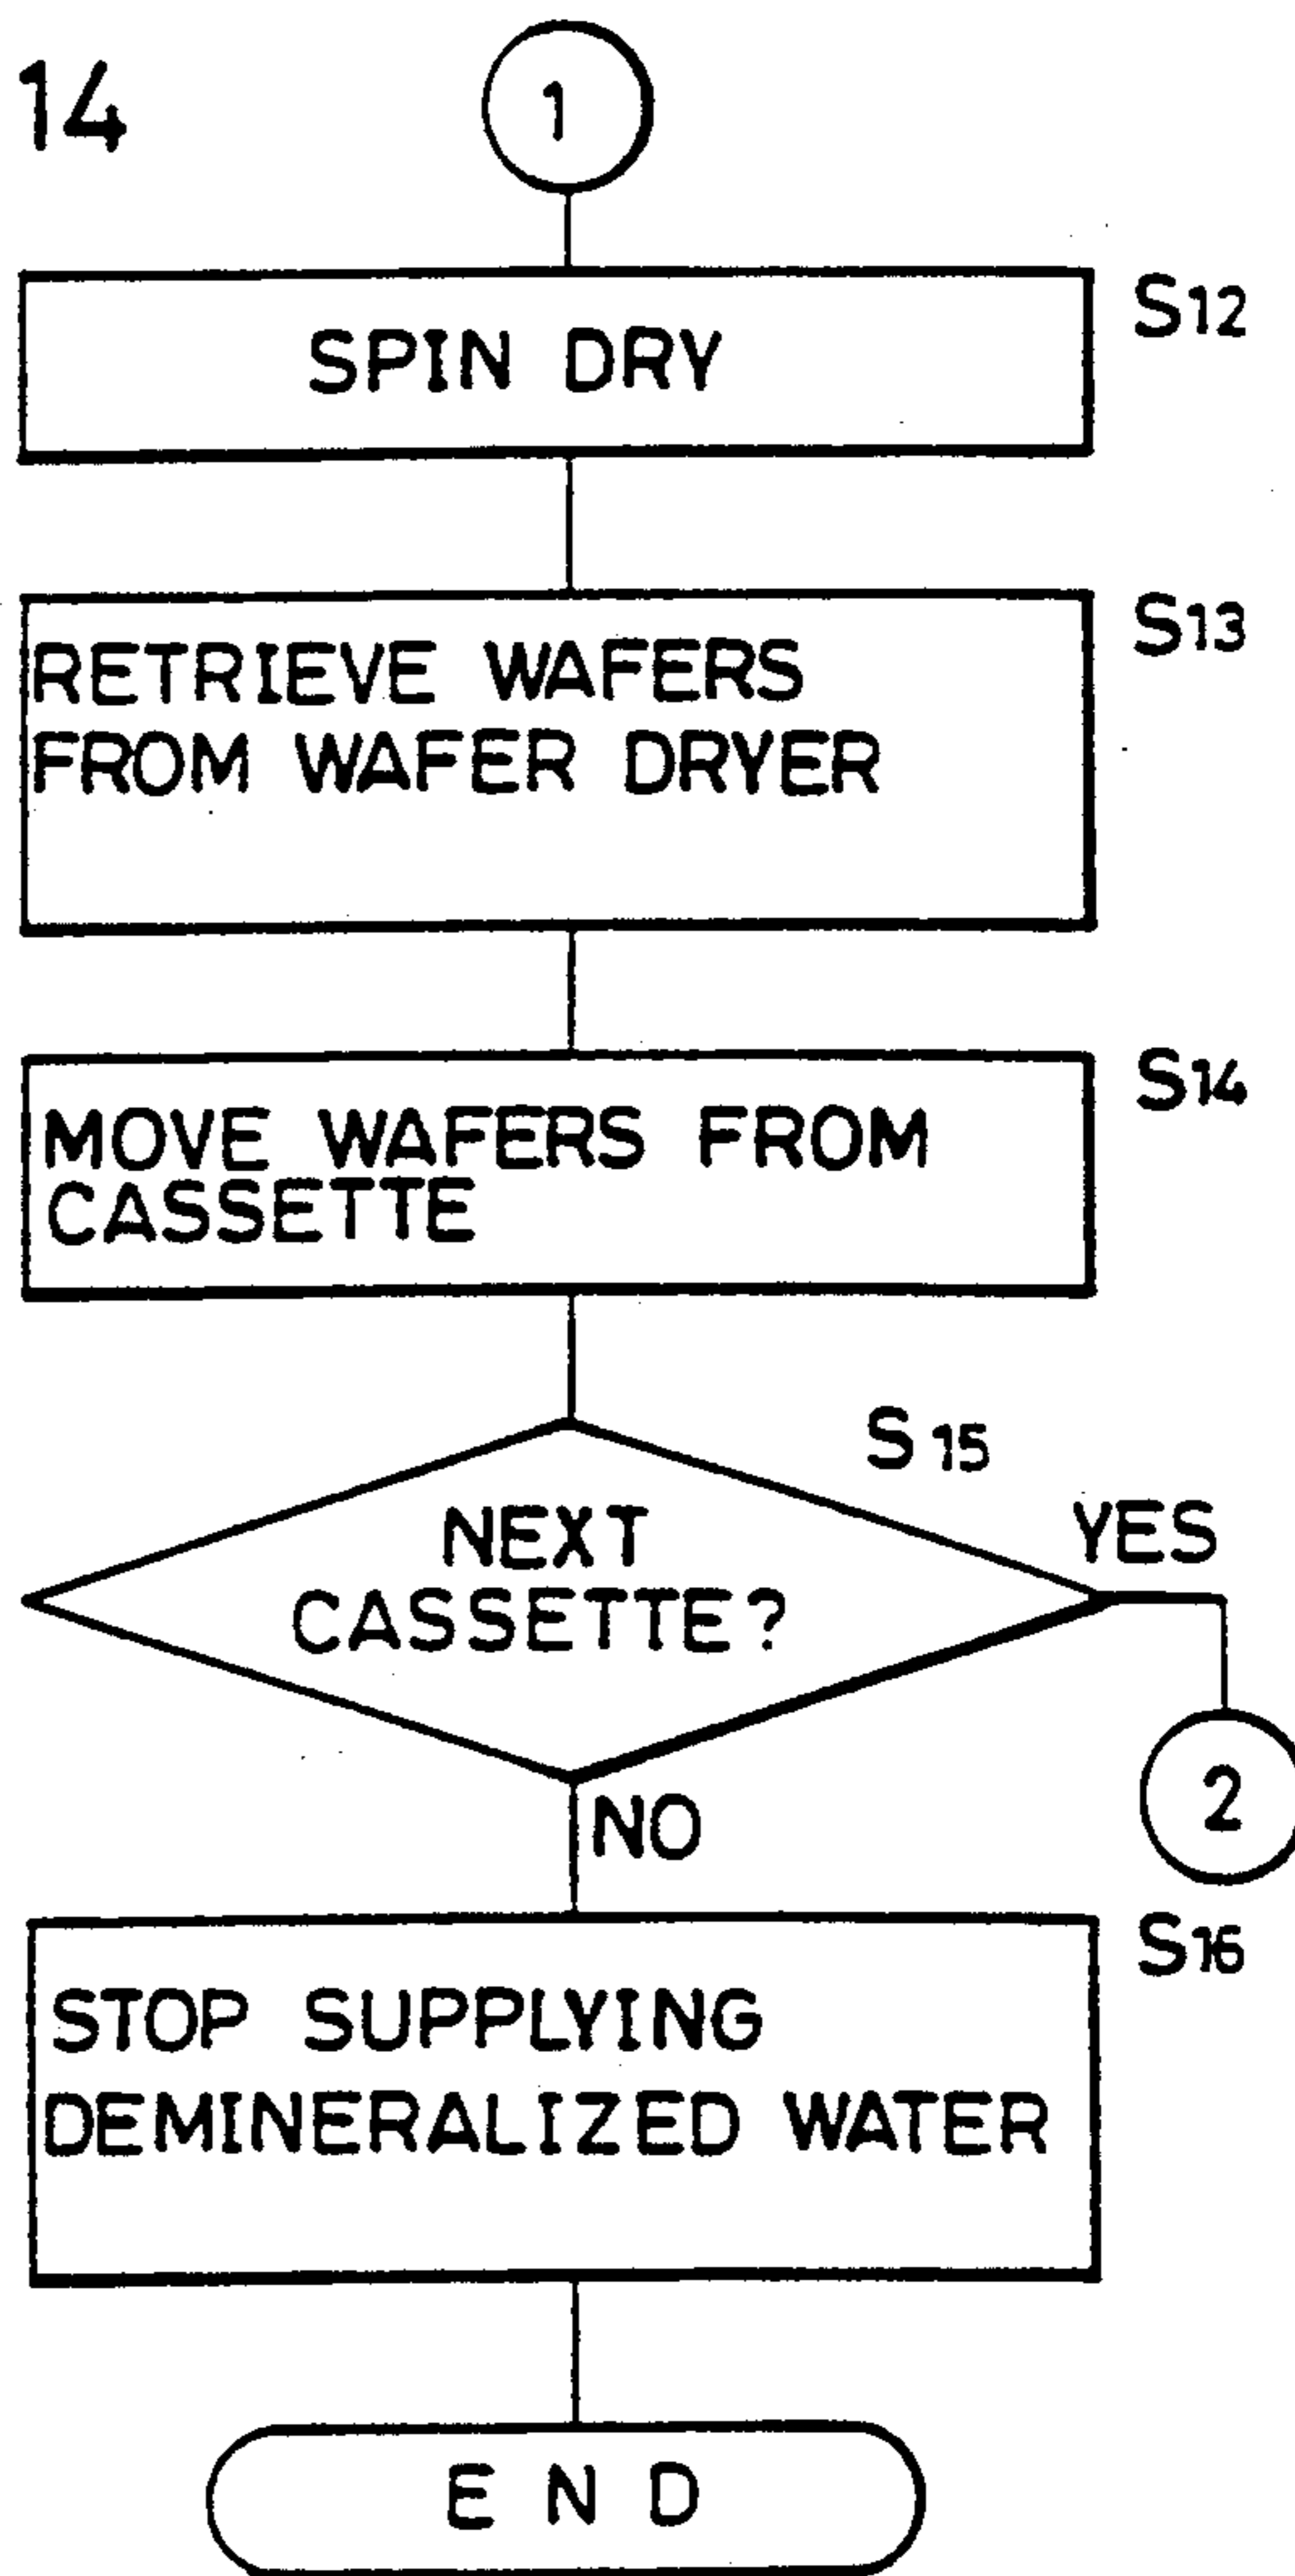 14
1
S12
SPIN DRY
S13
RETRIEVE WAFERS
FROM WAFER DRYER
S14
MOVE WAFERS FROM
CASSETTE
S15
NEXT
CASSETTE?
YES
2
NO
S16
STOP SUPPLYING
DEMINERALIZED WATER
END